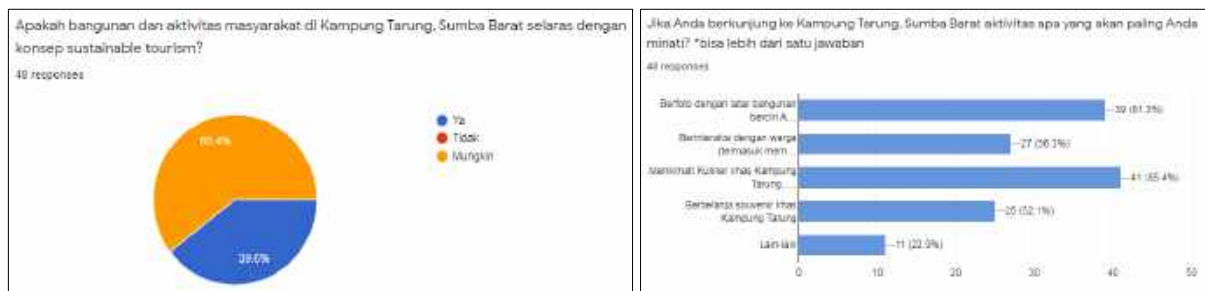 Apakah bangunan dan aktivitas masyarakat di Kampung Tarung, Sumba Barat selaras dengan
konsep sustainable tourism?
48 responses
Ya
Tidak
Mungkin
60.4%
39.6%
Jika Anda berkunjung ke Kampung Tarung, Sumba Barat aktivitas apa yang akan paling Anda
minati? *bisa lebih dari satu jawaban
48 responses
Berfoto dengan latar bangunan
berciri A...
39 (81.3%)
Berinteraksi dengan warga
(termasuk mem...
27 (56.3%)
Menikmati Kuliner khas Kampung
Tarung...
41 (85.4%)
Berbelanja souvenir khas
Kampung Tarung
25 (52.1%)
Lain-lain
11 (22.9%)
0 10 20 30 40 50